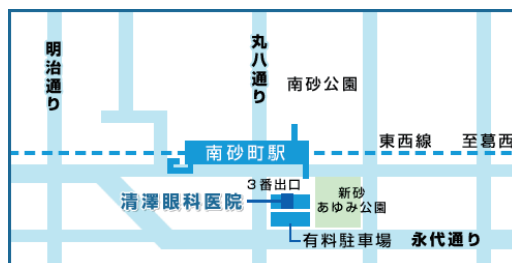 明治通り
丸八通り
南砂公園
東西線
至葛西
南砂町駅
3番出口
清澤眼科医院
新砂
あゆみ公園
有料駐車場
永代通り